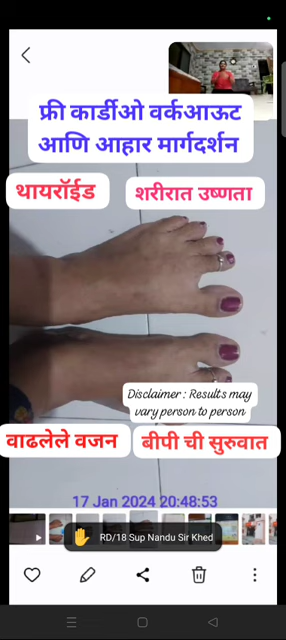 फ्री कार्डीओ वर्कआऊट
आणि आहार मार्गदर्शन
थायरॉईड
शरीरात उष्णता
Disclaimer : Results may
vary person to person
वाढलेले वजन
बीपी ची सुरुवात
17 Jan 2024 20:48:53
RD/18 Sup Nandu Sir Khed